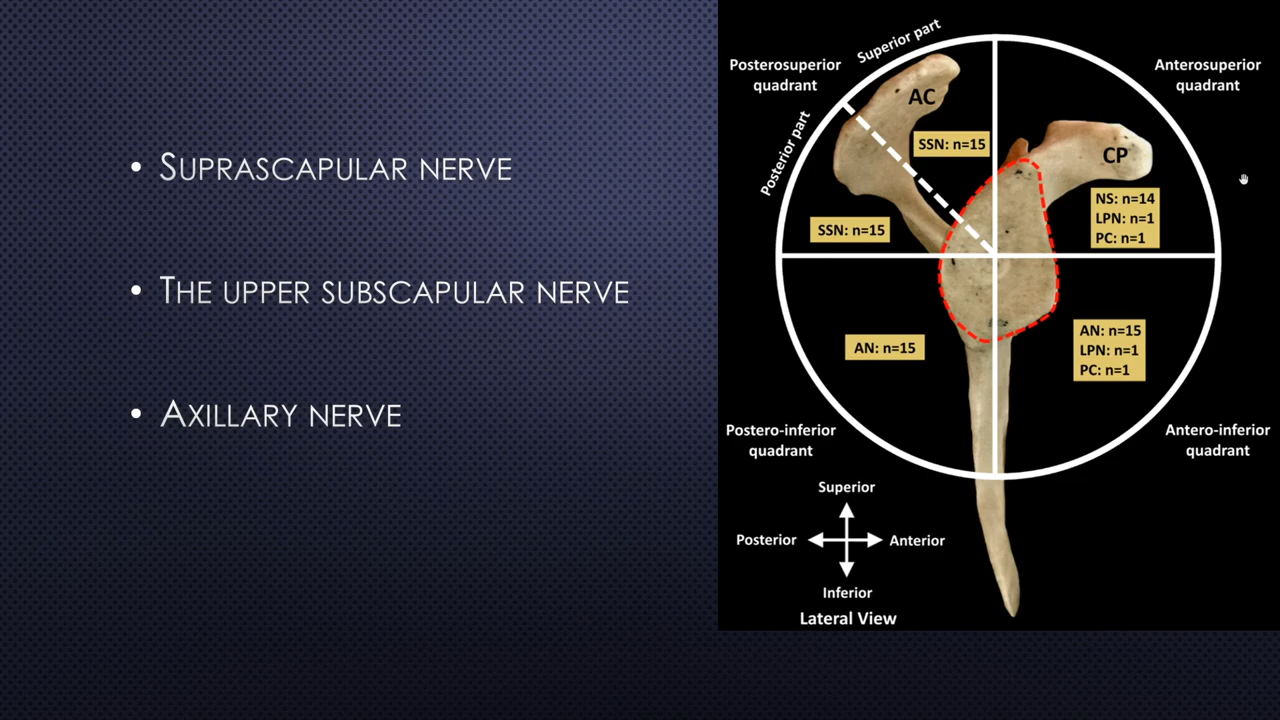 • SUPRASCAPULAR NERVE
• THE UPPER SUBSCAPULAR NERVE
• AXILLARY NERVE
Superior part
Posterosuperior
quadrant
Anterosuperior
quadrant
AC
Posterior part
SSN: n=15
CP
SSN: n=15
NS: n=14
LPN: n=1
PC: n=1
AN: n=15
AN: n=15
LPN: n=1
PC: n=1
Postero-inferior
quadrant
Antero-inferior
quadrant
Superior
Posterior
Anterior
Inferior
Lateral View